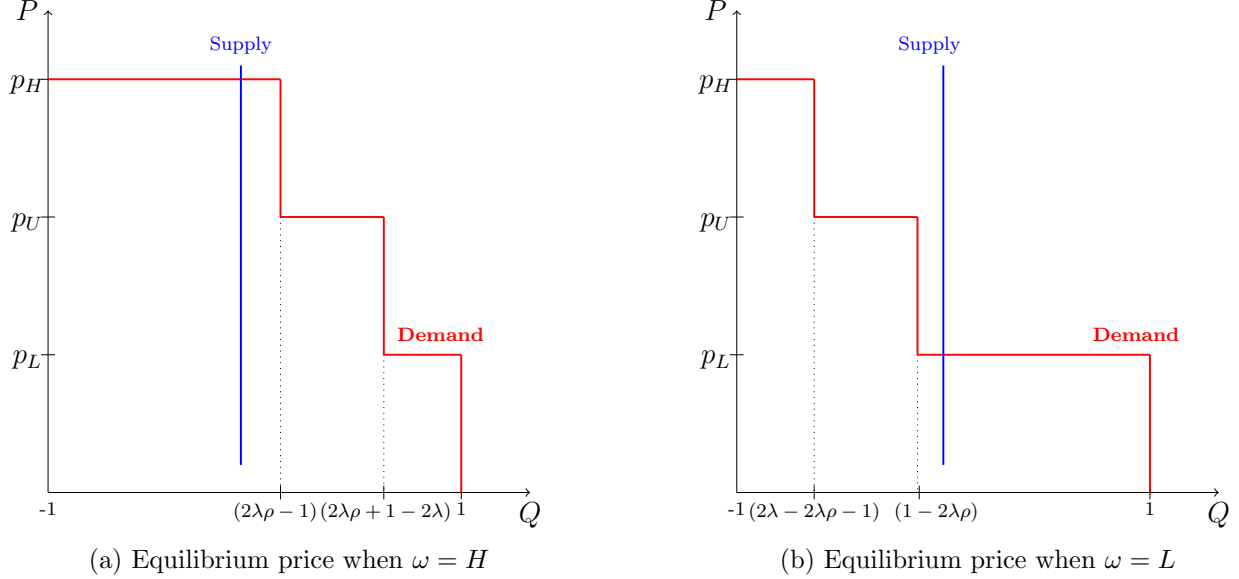 P
Supply
p_H
p_U
Demand
p_L
-1
(2λρ − 1)
(2λρ + 1 − 2λ)
1
Q
(a) Equilibrium price when ω = H
P
Supply
p_H
p_U
Demand
p_L
-1
(2λ − 2λρ − 1)
(1 − 2λρ)
1
Q
(b) Equilibrium price when ω = L